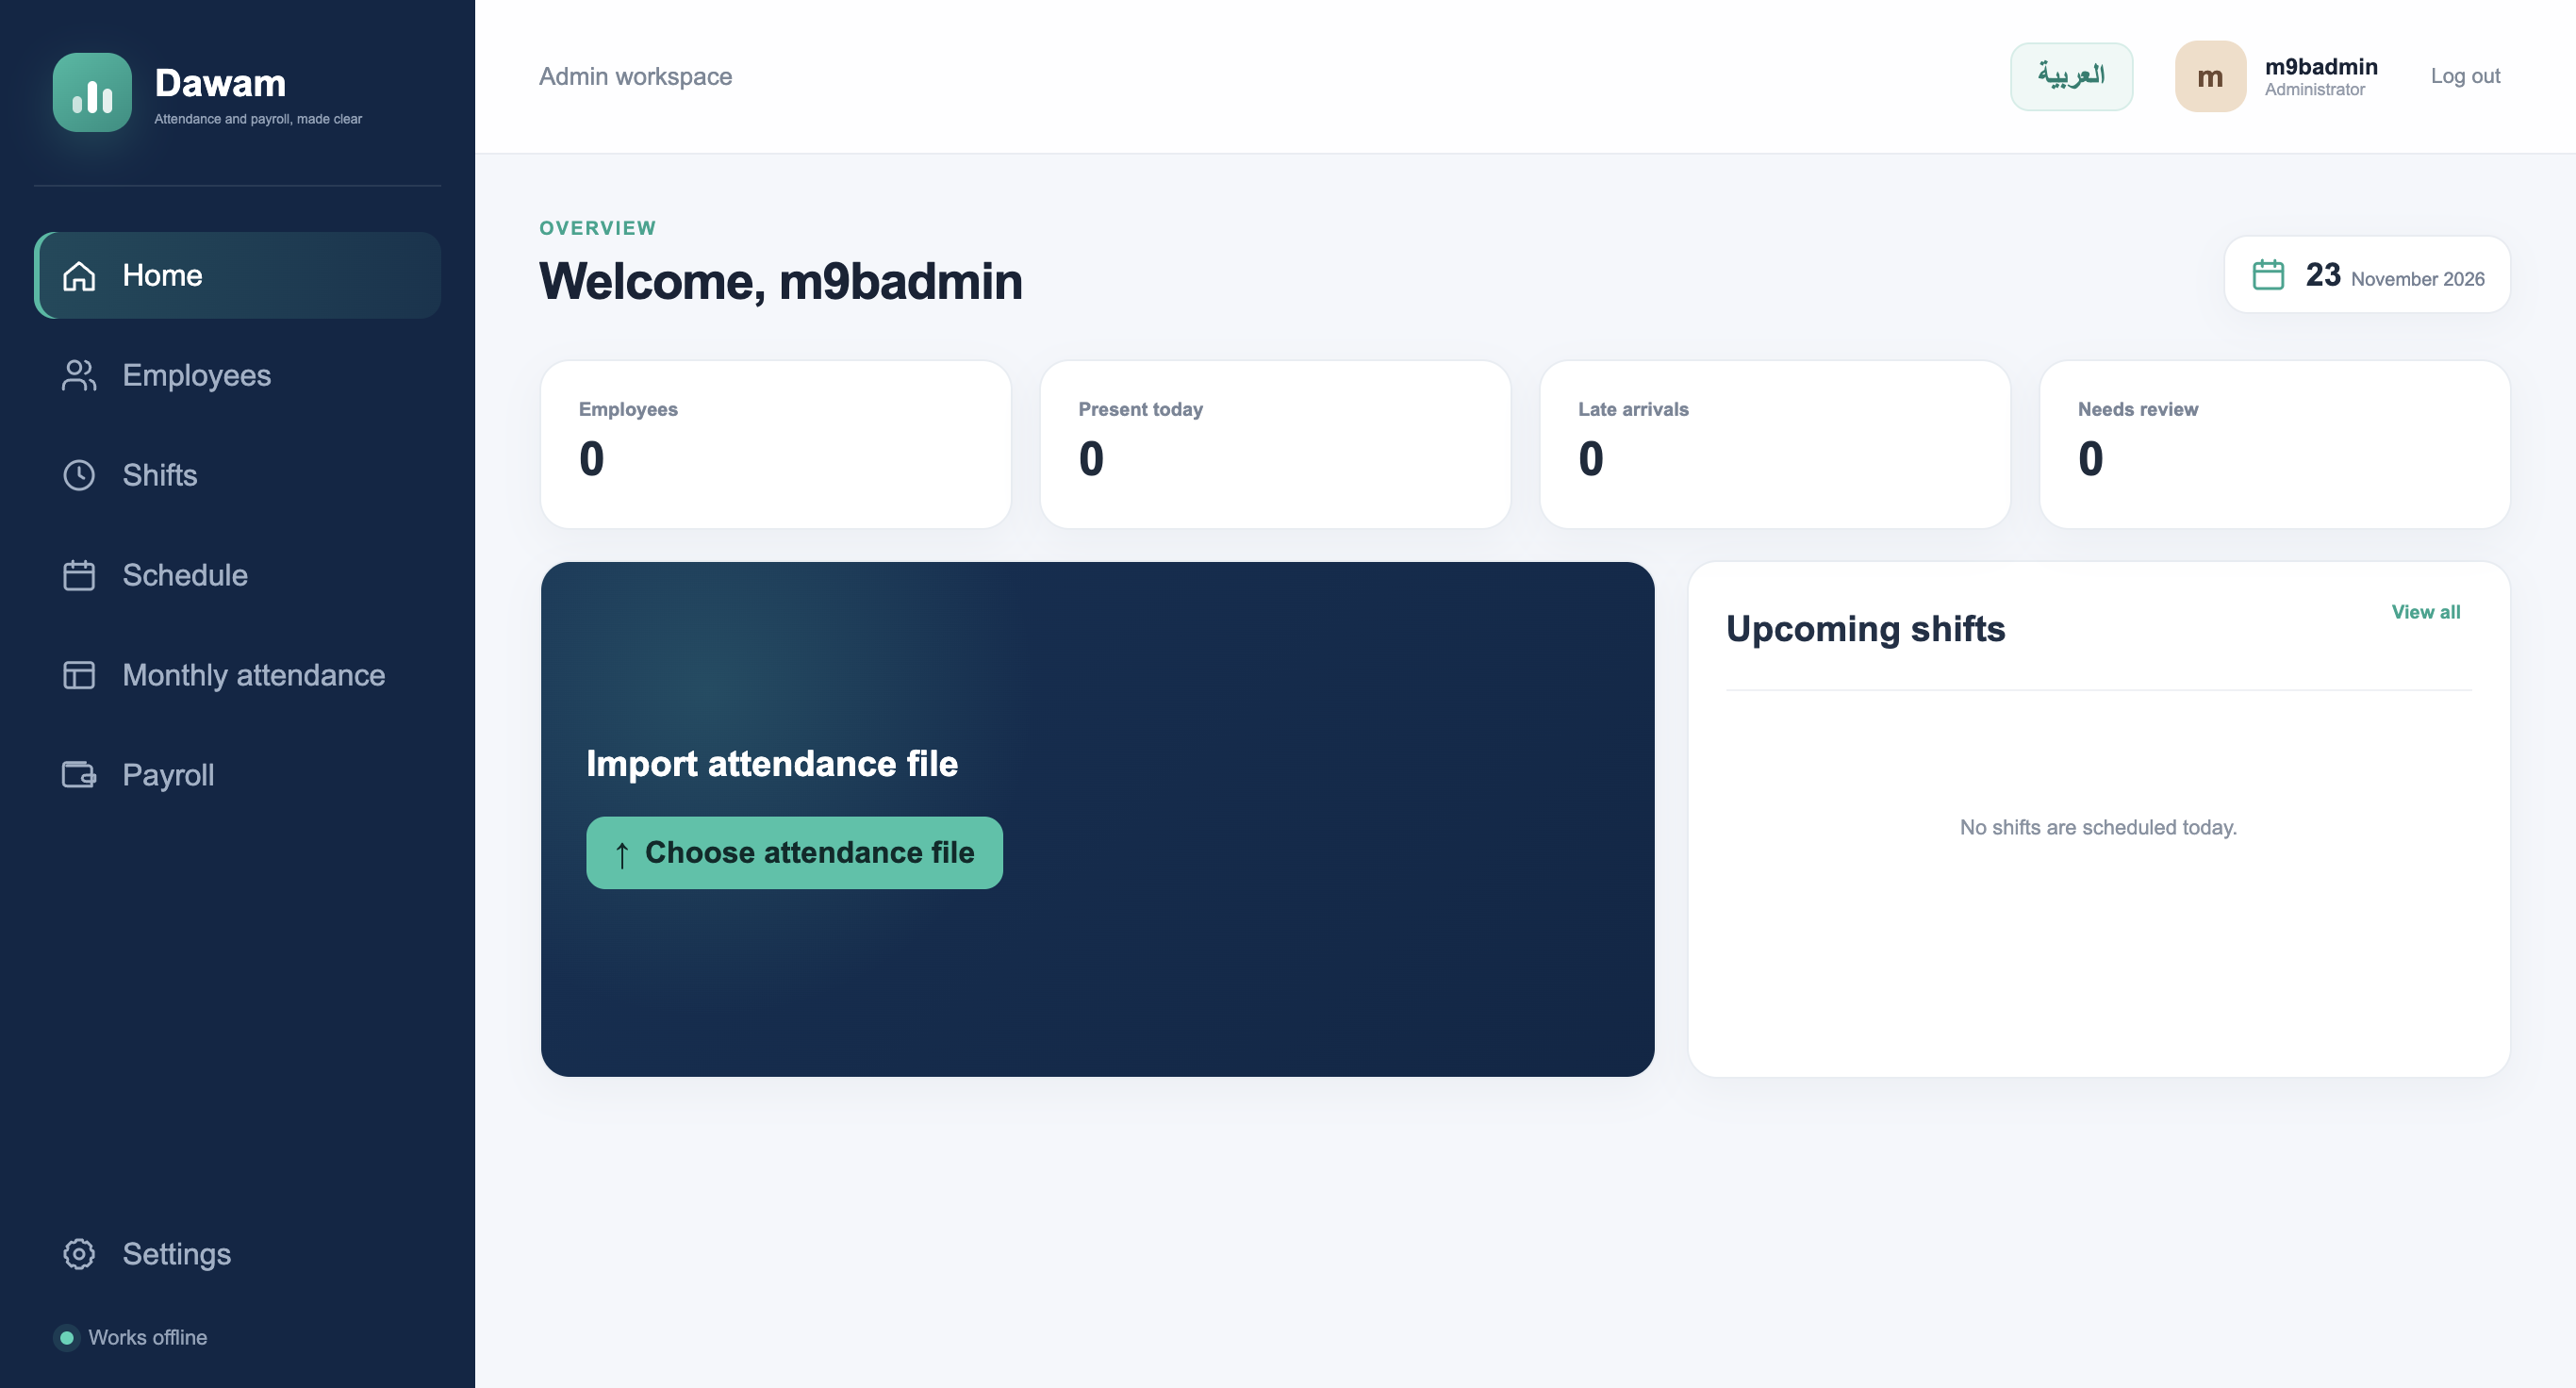 Dawam
Attendance and payroll, made clear
Home
Employees
Shifts
Schedule
Monthly attendance
Payroll
Settings
Works offline
Admin workspace
العربية
m
m9badmin
Administrator
Log out
OVERVIEW
Welcome, m9badmin
23 November 2026
Employees
0
Present today
0
Late arrivals
0
Needs review
0
Import attendance file
↑ Choose attendance file
Upcoming shifts
View all
No shifts are scheduled today.